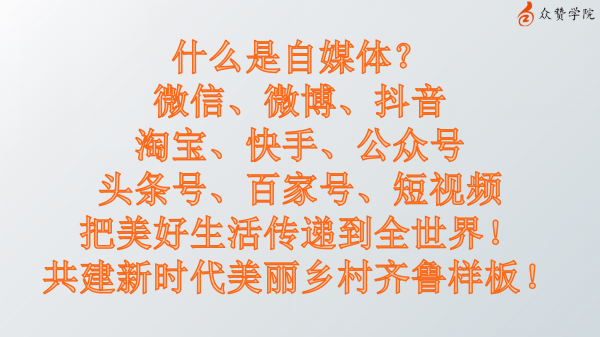 众赞学院
什么是自媒体？
微信、微博、抖音
淘宝、快手、公众号
头条号、百家号、短视频
把美好生活传递到全世界！
共建新时代美丽乡村齐鲁样板！